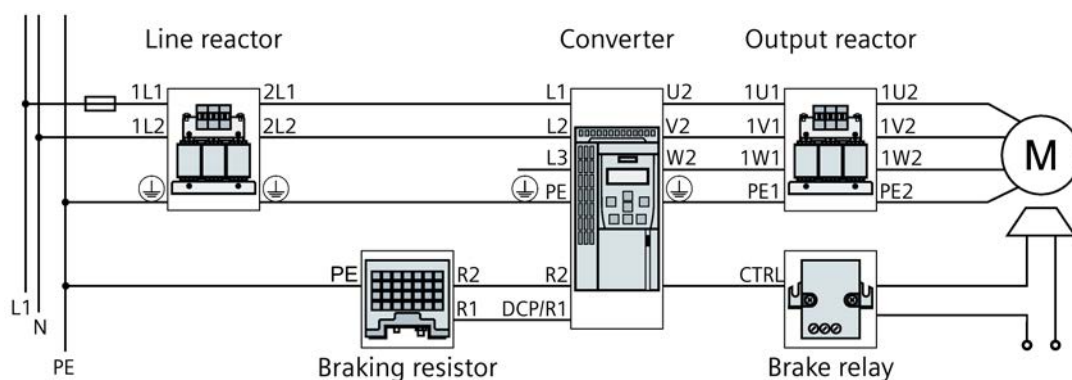 Line reactor Converter Output reactor
1L1 2L1 L1 U2 1U1 1U2
1L2 2L2 L2 V2 1V1 1V2
L3 W2 1W1 1W2
M
PE PE1 PE2
PE R2 R2 CTRL
R1 DCP/R1
L1
N
PE Braking resistor Brake relay